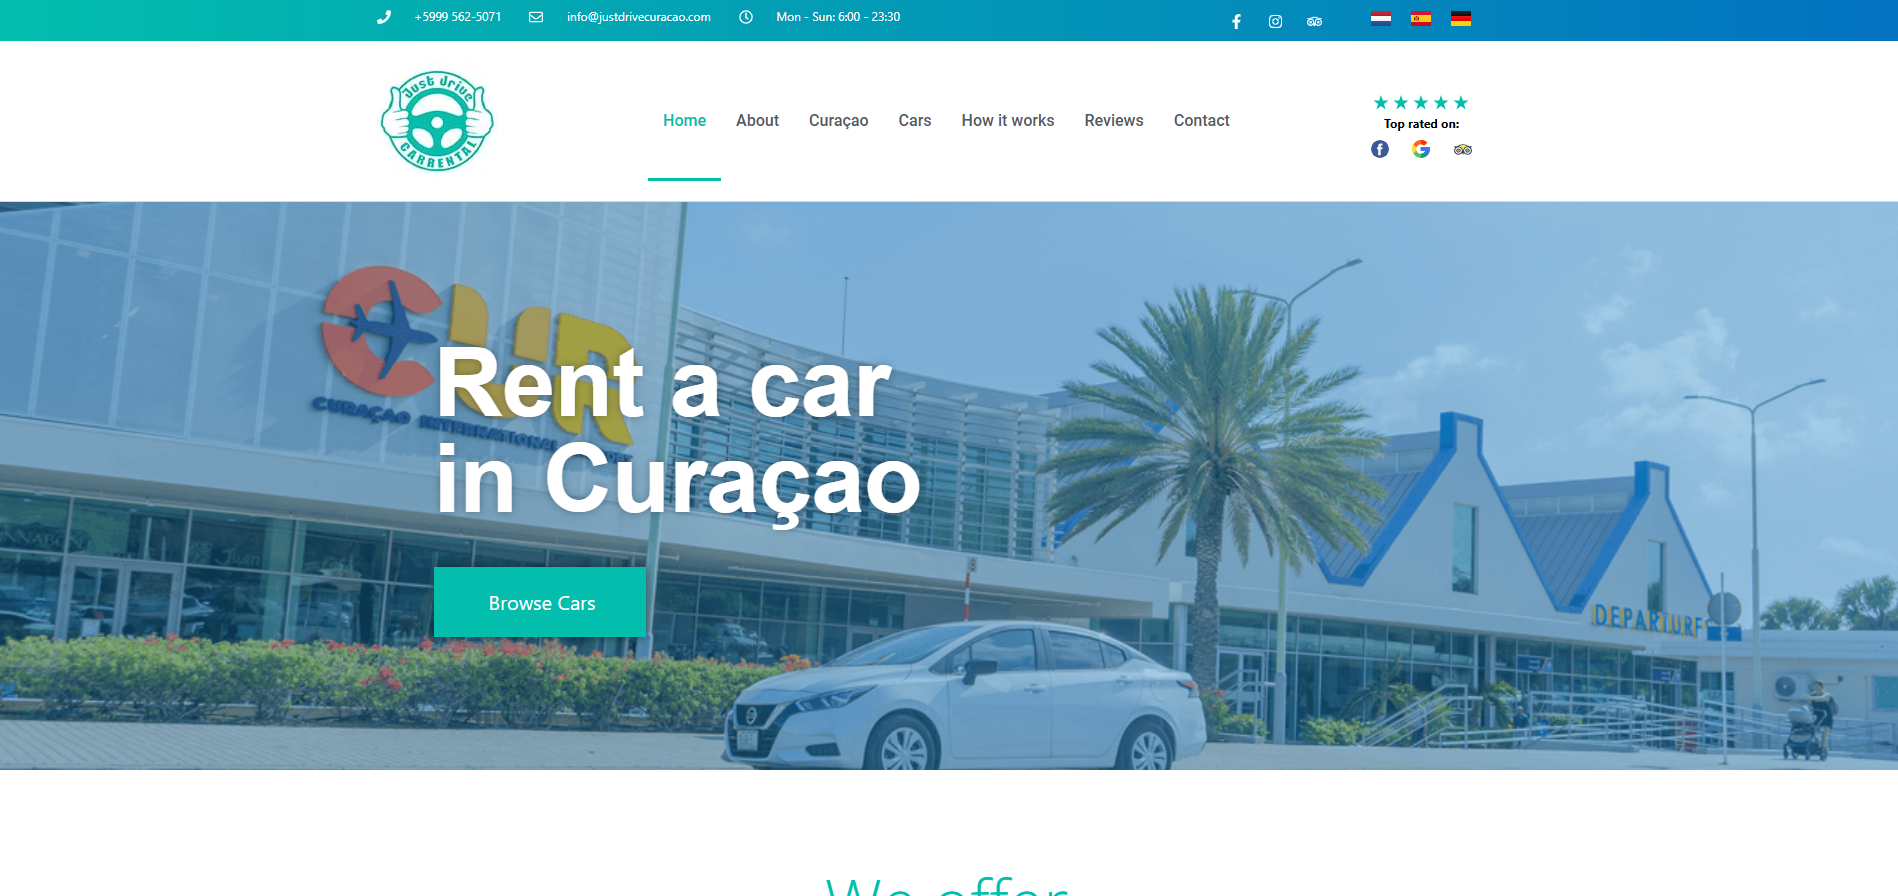 +5999 562-5071 info@justdrivecuracao.com Mon - Sun: 6:00 - 23:30
Just drive
CARRENTAL
Home About Curaçao Cars How it works Reviews Contact
Top rated on:
CUR
CURAÇAO INTERNATIONAL
Rent a car
in Curaçao
Browse Cars
DEPARTURE
We offer